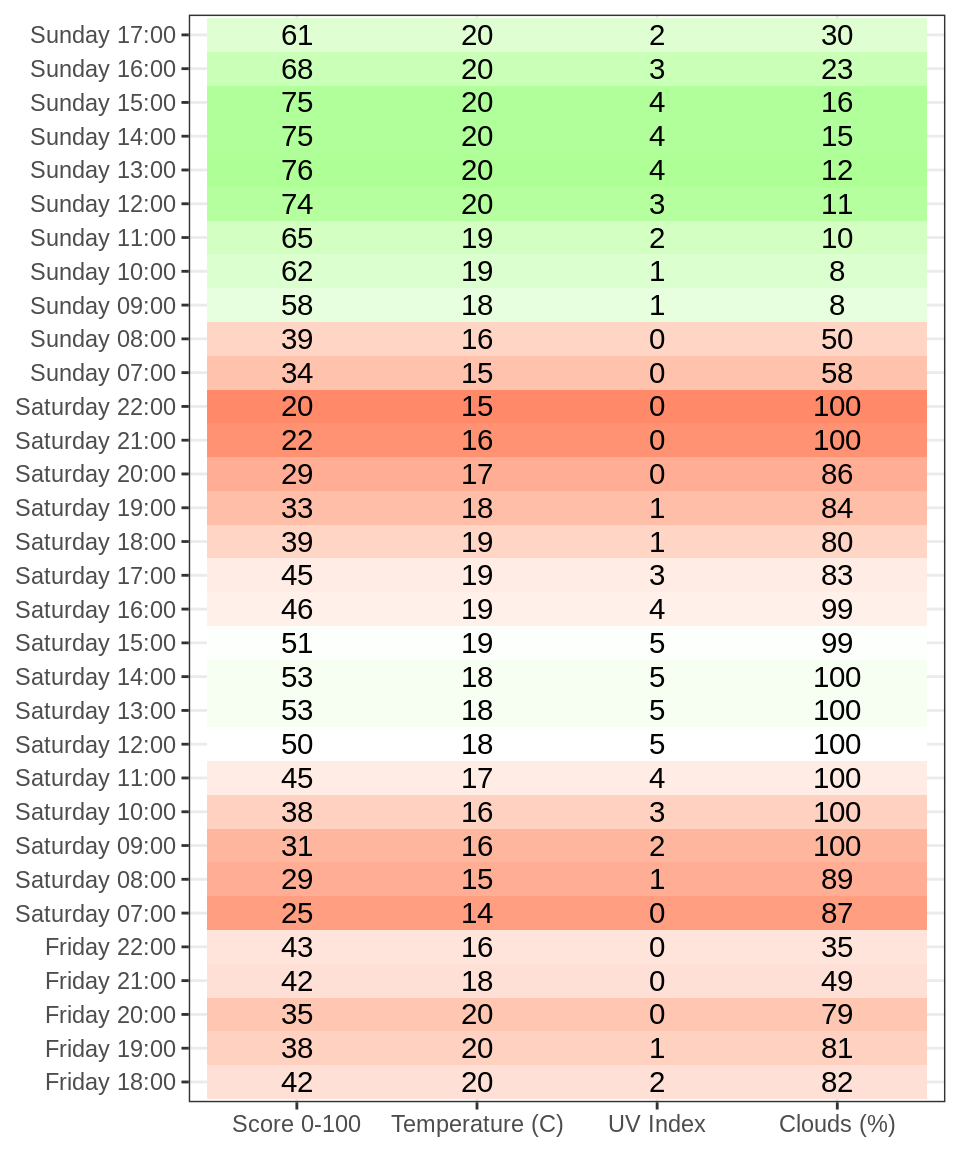 Sunday 17:00 61 20 2 30
Sunday 16:00 68 20 3 23
Sunday 15:00 75 20 4 16
Sunday 14:00 75 20 4 15
Sunday 13:00 76 20 4 12
Sunday 12:00 74 20 3 11
Sunday 11:00 65 19 2 10
Sunday 10:00 62 19 1 8
Sunday 09:00 58 18 1 8
Sunday 08:00 39 16 0 50
Sunday 07:00 34 15 0 58
Saturday 22:00 20 15 0 100
Saturday 21:00 22 16 0 100
Saturday 20:00 29 17 0 86
Saturday 19:00 33 18 1 84
Saturday 18:00 39 19 1 80
Saturday 17:00 45 19 3 83
Saturday 16:00 46 19 4 99
Saturday 15:00 51 19 5 99
Saturday 14:00 53 18 5 100
Saturday 13:00 53 18 5 100
Saturday 12:00 50 18 5 100
Saturday 11:00 45 17 4 100
Saturday 10:00 38 16 3 100
Saturday 09:00 31 16 2 100
Saturday 08:00 29 15 1 89
Saturday 07:00 25 14 0 87
Friday 22:00 43 16 0 35
Friday 21:00 42 18 0 49
Friday 20:00 35 20 0 79
Friday 19:00 38 20 1 81
Friday 18:00 42 20 2 82
Score 0-100 Temperature (C) UV Index Clouds (%)